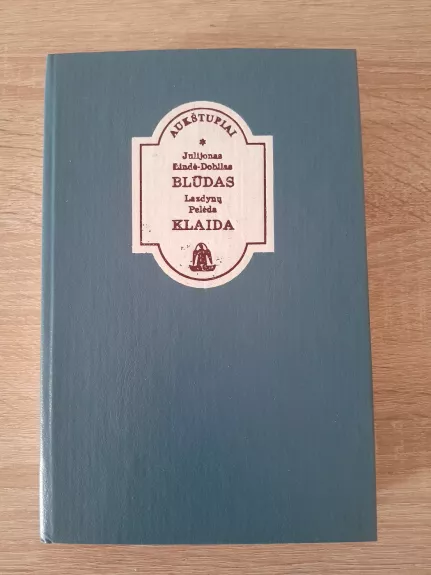 AUKŠTUPIAI
*
Julijonas
Lindė-Dobilas
BLŪDAS
Lazdynų
Pelėda
KLAIDA